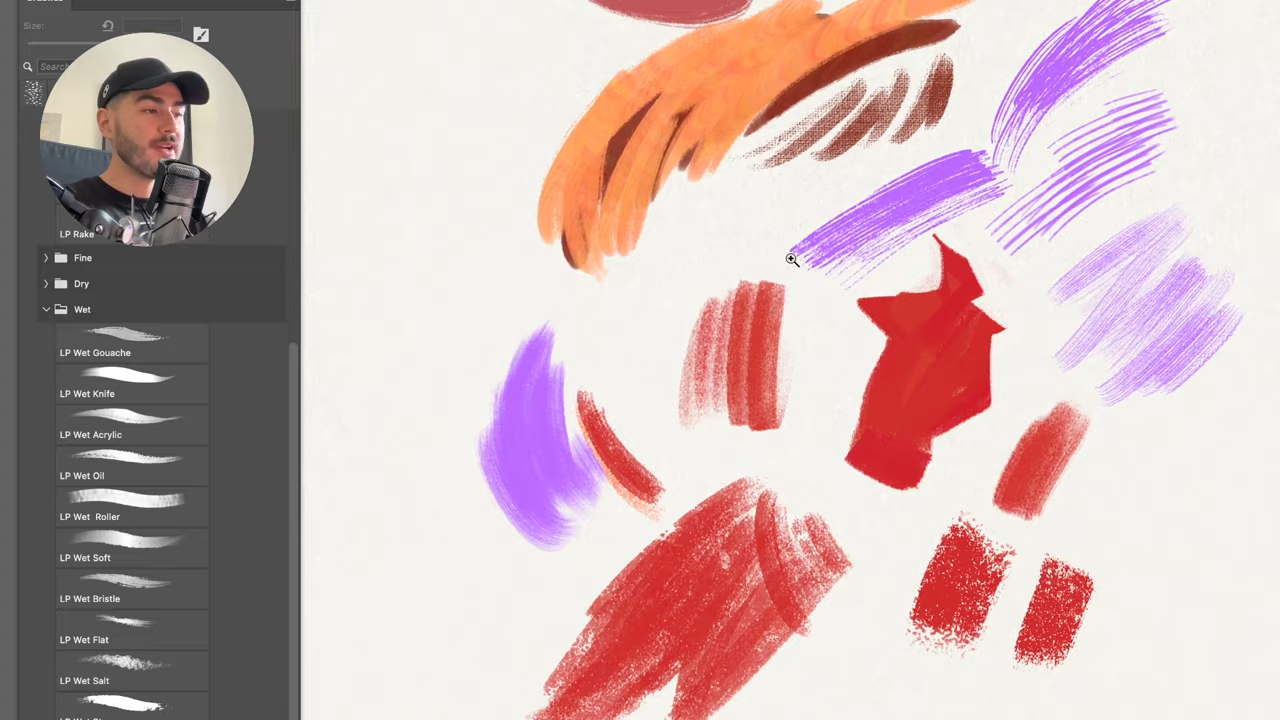 Size:
Search
LP Rake
Fine
Dry
Wet
LP Wet Gouache
LP Wet Knife
LP Wet Acrylic
LP Wet Oil
LP Wet  Roller
LP Wet Soft
LP Wet Bristle
LP Wet Flat
LP Wet Salt